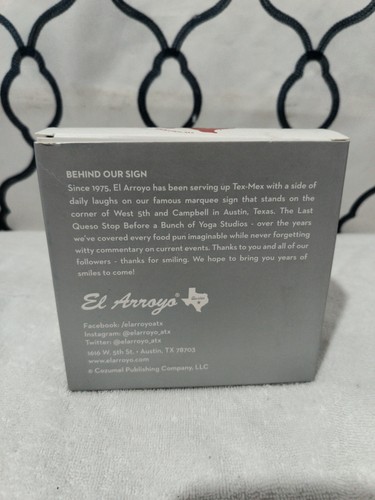 BEHIND OUR SIGN
Since 1975, El Arroyo has been serving up Tex-Mex with a side of
daily laughs on our famous marquee sign that stands on the
corner of West 5th and Campbell in Austin, Texas. The Last
Queso Stop Before a Bunch of Yoga Studios - over the years
we've covered every food pun imaginable while never forgetting
witty commentary on current events. Thanks to you and all of our
followers - thanks for smiling. We hope to bring you years of
smiles to come!
El Arroyo®
Facebook: /elarroyoatx
Instagram: @elarroyo_atx
Twitter: @elarroyo_atx
1616 W. 5th St. - Austin, TX 78703
www.elarroyo.com
© Cozumel Publishing Company, LLC